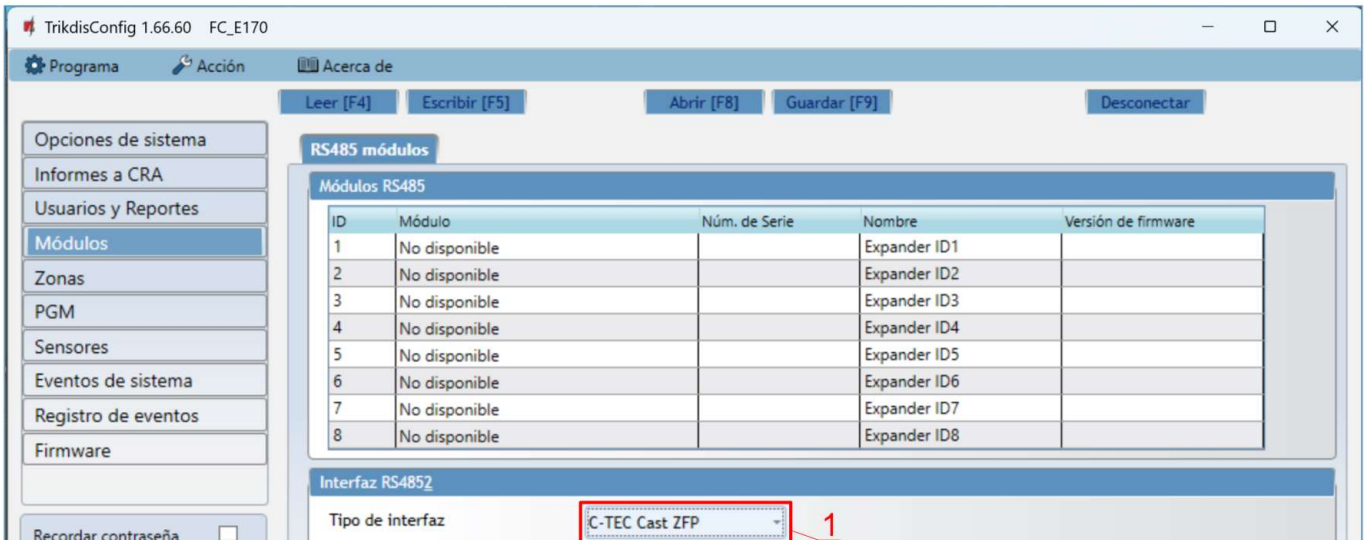 TrikdisConfig 1.66.60 FC_E170
Programa Acción Acerca de
Leer [F4] Escribir [F5] Abrir [F8] Guardar [F9] Desconectar
Opciones de sistema
Informes a CRA
Usuarios y Reportes
Módulos
Zonas
PGM
Sensores
Eventos de sistema
Registro de eventos
Firmware
Recordar contraseña
RS485 módulos
Módulos RS485
ID Módulo Núm. de Serie Nombre Versión de firmware
1 No disponible Expander ID1
2 No disponible Expander ID2
3 No disponible Expander ID3
4 No disponible Expander ID4
5 No disponible Expander ID5
6 No disponible Expander ID6
7 No disponible Expander ID7
8 No disponible Expander ID8
Interfaz RS4852
Tipo de interfaz C-TEC Cast ZFP 1